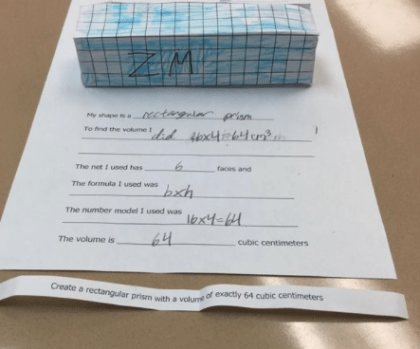 ZM
My shape is a rectangular prism
To find the volume I did 16x4=64cm³
The net I used has 6 faces and
The formula I used was
bxh
The number model I used was
16x4=64
The volume is 64 cubic centimeters
Create a rectangular prism with a volume of exactly 64 cubic centimeters